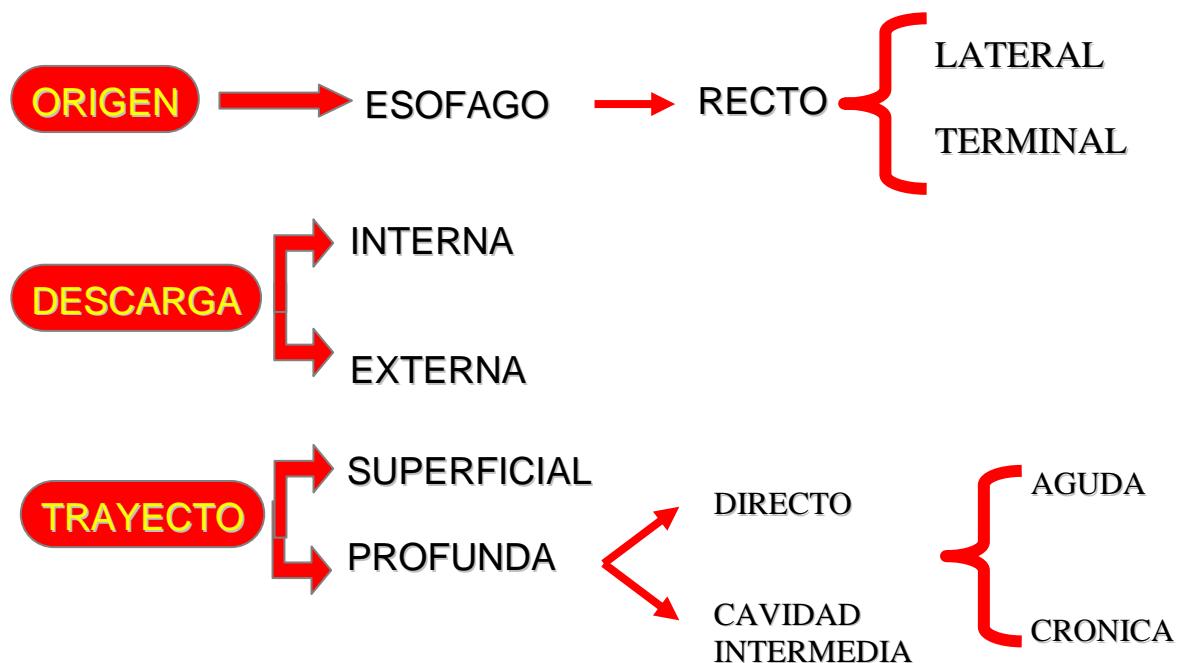 ORIGEN
ESOFAGO
RECTO
LATERAL
TERMINAL
DESCARGA
INTERNA
EXTERNA
TRAYECTO
SUPERFICIAL
PROFUNDA
DIRECTO
CAVIDAD
INTERMEDIA
AGUDA
CRONICA